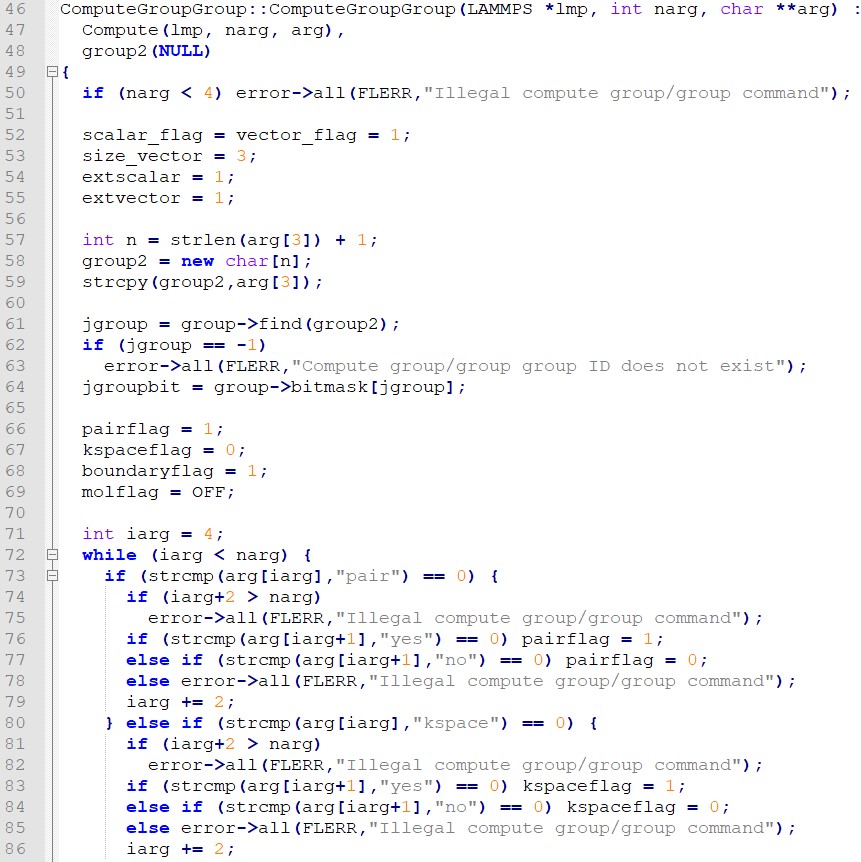 46 ComputeGroupGroup::ComputeGroupGroup(LAMMPS *lmp, int narg, char **arg) :
47   Compute(lmp, narg, arg),
48   group2(NULL)
49 {
50   if (narg < 4) error->all(FLERR,"Illegal compute group/group command");
51
52   scalar_flag = vector_flag = 1;
53   size_vector = 3;
54   extscalar = 1;
55   extvector = 1;
56
57   int n = strlen(arg[3]) + 1;
58   group2 = new char[n];
59   strcpy(group2,arg[3]);
60
61   jgroup = group->find(group2);
62   if (jgroup == -1)
63     error->all(FLERR,"Compute group/group group ID does not exist");
64   jgroupbit = group->bitmask[jgroup];
65
66   pairflag = 1;
67   kspaceflag = 0;
68   boundaryflag = 1;
69   molflag = OFF;
70
71   int iarg = 4;
72   while (iarg < narg) {
73     if (strcmp(arg[iarg],"pair") == 0) {
74       if (iarg+2 > narg)
75         error->all(FLERR,"Illegal compute group/group command");
76       if (strcmp(arg[iarg+1],"yes") == 0) pairflag = 1;
77       else if (strcmp(arg[iarg+1],"no") == 0) pairflag = 0;
78       else error->all(FLERR,"Illegal compute group/group command");
79       iarg += 2;
80     } else if (strcmp(arg[iarg],"kspace") == 0) {
81       if (iarg+2 > narg)
82         error->all(FLERR,"Illegal compute group/group command");
83       if (strcmp(arg[iarg+1],"yes") == 0) kspaceflag = 1;
84       else if (strcmp(arg[iarg+1],"no") == 0) kspaceflag = 0;
85       else error->all(FLERR,"Illegal compute group/group command");
86       iarg += 2;